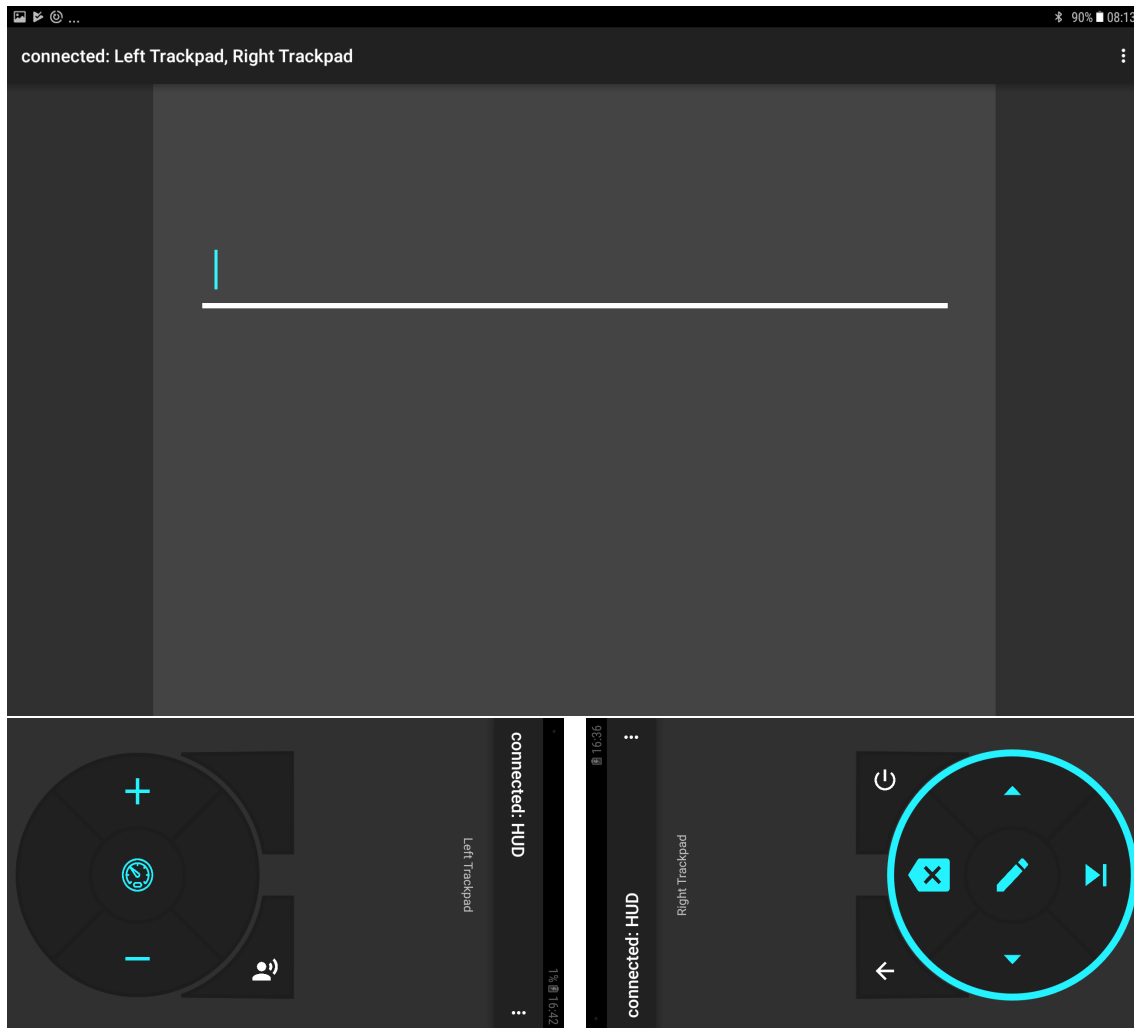 ... 90% 08:13
connected: Left Trackpad, Right Trackpad
connected: HUD
Left Trackpad
1% 16:42
16:36
connected: HUD
Right Trackpad